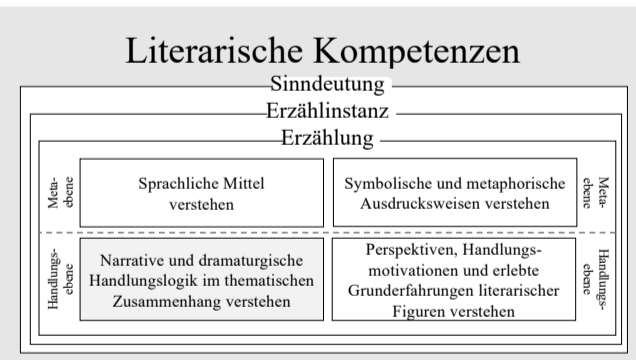 Literarische Kompetenzen
Sinndeutung
Erzählinstanz
Erzählung
Meta-
ebene
Sprachliche Mittel
verstehen
Symbolische und metaphorische
Ausdrucksweisen verstehen
Meta-
ebene
Handlungs-
ebene
Narrative und dramaturgische
Handlungslogik im thematischen
Zusammenhang verstehen
Perspektiven, Handlungs-
motivationen und erlebte
Grunderfahrungen literarischer
Figuren verstehen
Handlungs-
ebene